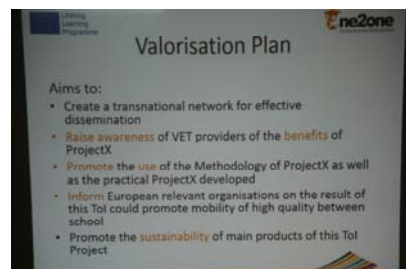 Lifelong
Learning
Programme
ne2one
Valorisation Plan
Aims to:
• Create a transnational network for effective
dissemination
• Raise awareness of VET providers of the benefits of
ProjectX
• Promote the use of the Methodology of ProjectX as well
as the practical ProjectX developed
• Inform European relevant organisations on the result of
this ToI could promote mobility of high quality between
school
• Promote the sustainability of main products of this ToI
Project